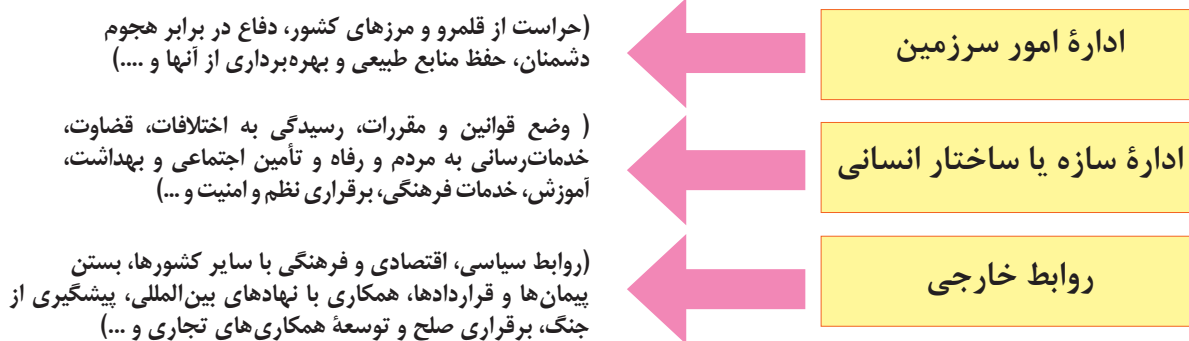 ادارهٔ امور سرزمین
(حراست از قلمرو و مرزهای کشور، دفاع در برابر هجوم
دشمنان، حفظ منابع طبیعی و بهره‌برداری از آنها و ....)
ادارهٔ سازه یا ساختار انسانی
( وضع قوانین و مقررات، رسیدگی به اختلافات، قضاوت،
خدمات‌رسانی به مردم و رفاه و تأمین اجتماعی و بهداشت،
آموزش، خدمات فرهنگی، برقراری نظم و امنیت و ...)
روابط خارجی
(روابط سیاسی، اقتصادی و فرهنگی با سایر کشورها، بستن
پیمان‌ها و قراردادها، همکاری با نهادهای بین‌المللی، پیشگیری از
جنگ، برقراری صلح و توسعهٔ همکاری‌های تجاری و ...)